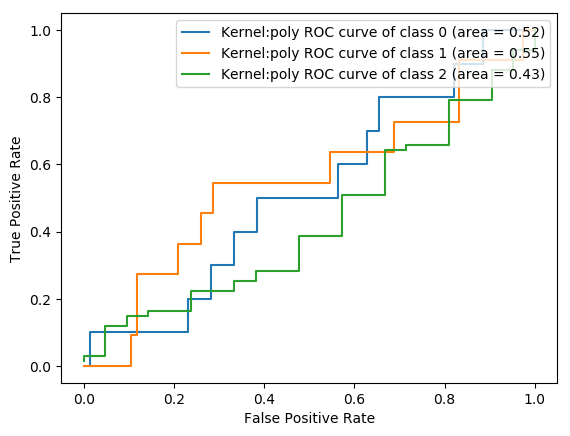 Kernel:poly ROC curve of class 0 (area = 0.52)
Kernel:poly ROC curve of class 1 (area = 0.55)
Kernel:poly ROC curve of class 2 (area = 0.43)
1.0
0.8
0.6
0.4
0.2
0.0
True Positive Rate
0.0 0.2 0.4 0.6 0.8 1.0
False Positive Rate